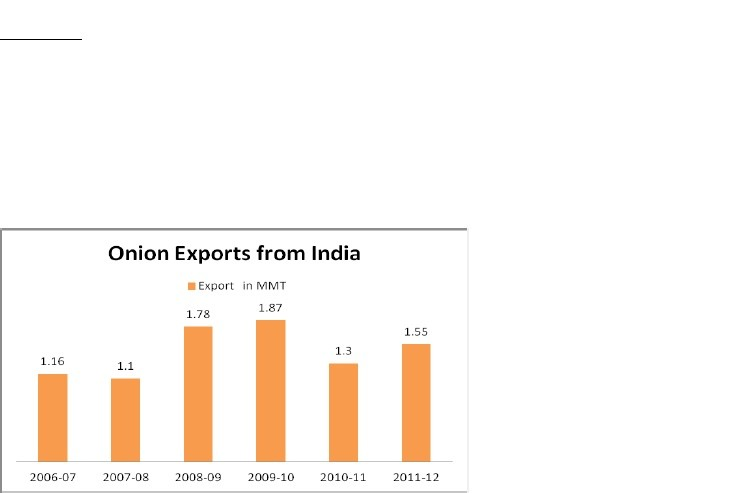 Onion Exports from India
Export in MMT
1.16 1.1 1.78 1.87 1.3 1.55
2006-07 2007-08 2008-09 2009-10 2010-11 2011-12